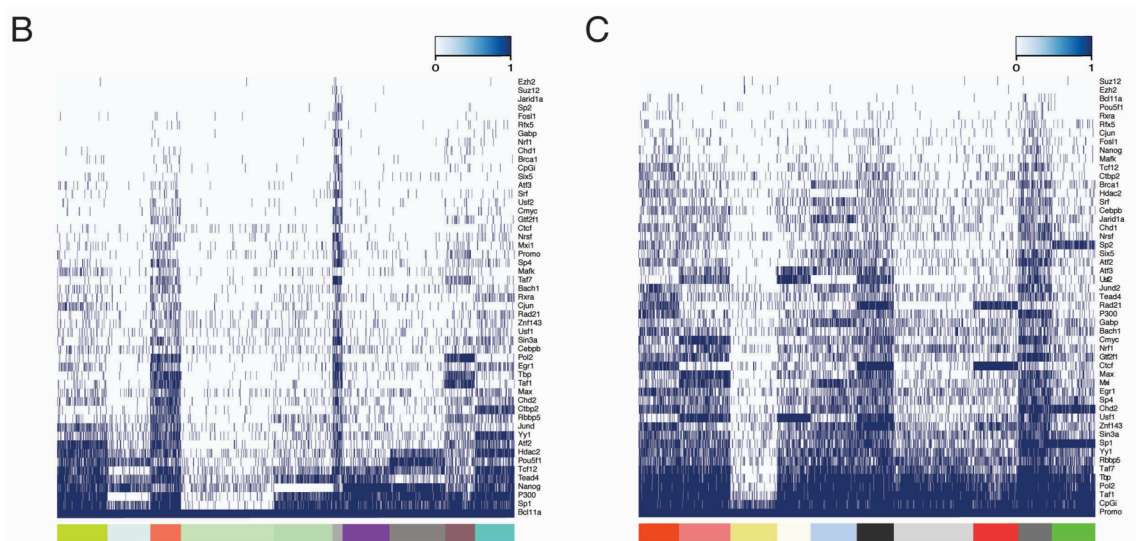 B
0 1
Ezh2
Suz12
Jarid1a
Sp2
Fosl1
Rfx5
Gabp
Nrf1
Chd1
Brca1
CpGi
Six5
Atf3
Srf
Usf2
Cmyc
Gtf2f1
Ctcf
Nrsf
Mxi1
Promo
Sp4
Mafk
Taf7
Bach1
Rxra
Cjun
Rad21
Znf143
Usf1
Sin3a
Cebpb
Pol2
Egr1
Tbp
Taf1
Max
Chd2
Ctbp2
Rbbp5
Jund
Yy1
Atf2
Hdac2
Pou5f1
Tcf12
Tead4
Nanog
P300
Sp1
Bcl11a
C
0 1
Suz12
Ezh2
Bcl11a
Pou5f1
Rxra
Rfx5
Cjun
Fosl1
Nanog
Mafk
Tcf12
Ctbp2
Brca1
Hdac2
Srf
Cebpb
Jarid1a
Chd1
Nrsf
Sp2
Six5
Atf2
Atf3
Usf2
Jund2
Tead4
Rad21
P300
Gabp
Bach1
Cmyc
Nrf1
Gtf2f1
Ctcf
Max
Mxi
Egr1
Sp4
Chd2
Usf1
Znf143
Sin3a
Sp1
Yy1
Rbbp5
Taf7
Tbp
Pol2
Taf1
CpGi
Promo